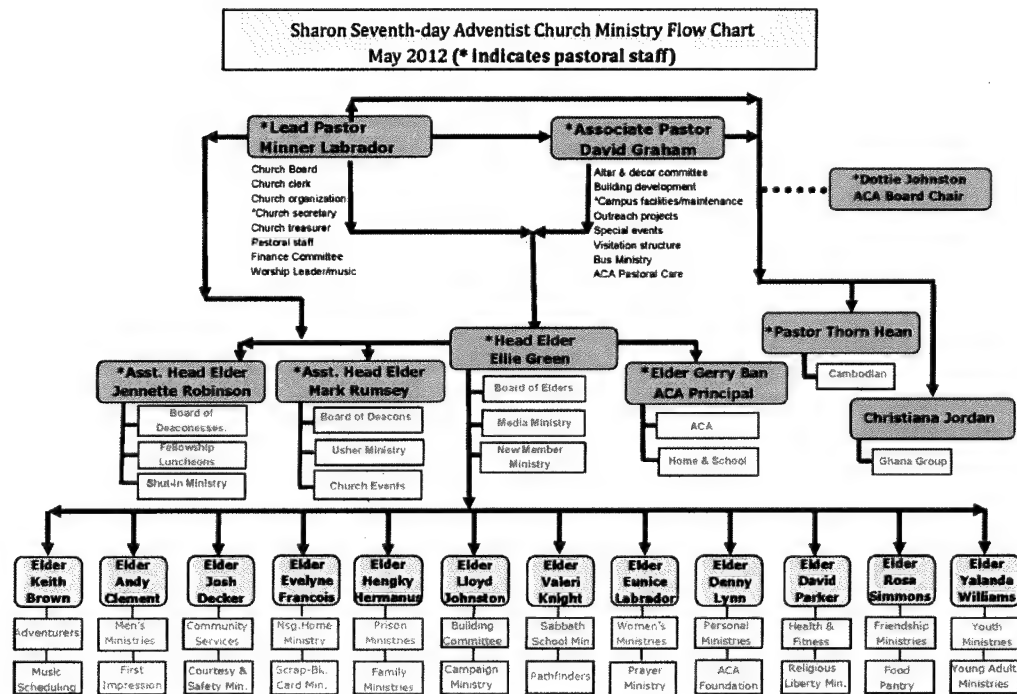 Sharon Seventh-day Adventist Church Ministry Flow Chart
May 2012 (* indicates pastoral staff)
*Lead Pastor
Minner Labrador
*Associate Pastor
David Graham
Church Board
Church clerk
Church organization
*Church secretary
Church treasurer
Pastoral staff
Finance Committee
Worship Leader/music
Altar & décor committee
Building development
*Campus facilities/maintenance
Outreach projects
Special events
Visitation structure
Bus Ministry
ACA Pastoral Care
*Dottie Johnston
ACA Board Chair
*Pastor Thorn Hean
Cambodian
Christiana Jordan
Ghana Group
*Head Elder
Ellie Green
Board of Elders
Media Ministry
New Member
Ministry
*Asst. Head Elder
Jennette Robinson
Board of
Deaconesses.
Fellowship
Luncheons
Shut-in Ministry
*Asst. Head Elder
Mark Rumsey
Board of Deacons
Usher Ministry
Church Events
*Elder Gerry Ban
ACA Principal
ACA
Home & School
Elder
Keith
Brown
Adventurers
Music
Scheduling
Elder
Andy
Clement
Men's
Ministries
First
Impression
Elder
Josh
Decker
Community
Services
Courtesy &
Safety Min.
Elder
Evelyne
Francois
Nsg.Home
Ministry
Scrap-Bk.
Card Min.
Elder
Hengky
Hermanus
Prison
Ministries
Family
Ministries
Elder
Lloyd
Johnston
Building
Committee
Campaign
Ministry
Elder
Valeri
Knight
Sabbath
School Min
Pathfinders
Elder
Eunice
Labrador
Women's
Ministries
Prayer
Ministry
Elder
Denny
Lynn
Personal
Ministries
ACA
Foundation
Elder
David
Parker
Health &
Fitness
Religious
Liberty Min.
Elder
Rosa
Simmons
Friendship
Ministries
Food
Pantry
Elder
Yalanda
Williams
Youth
Ministries
Young Adult
Ministries